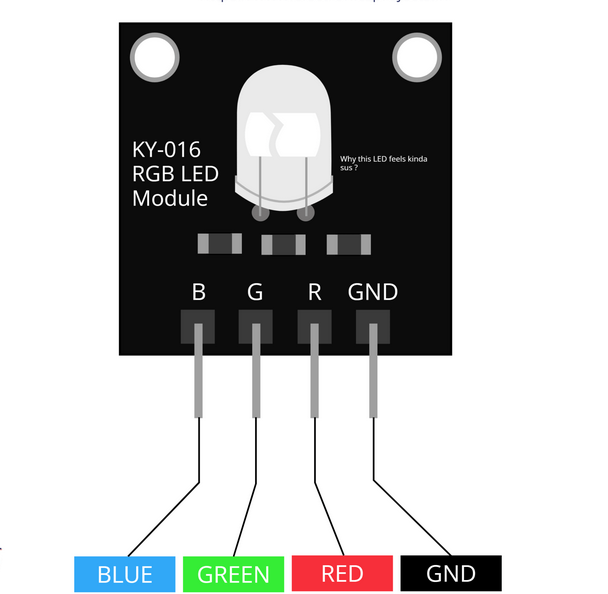 KY-016
RGB LED
Module
Why this LED feels kinda
sus ?
B G R GND
BLUE GREEN RED GND